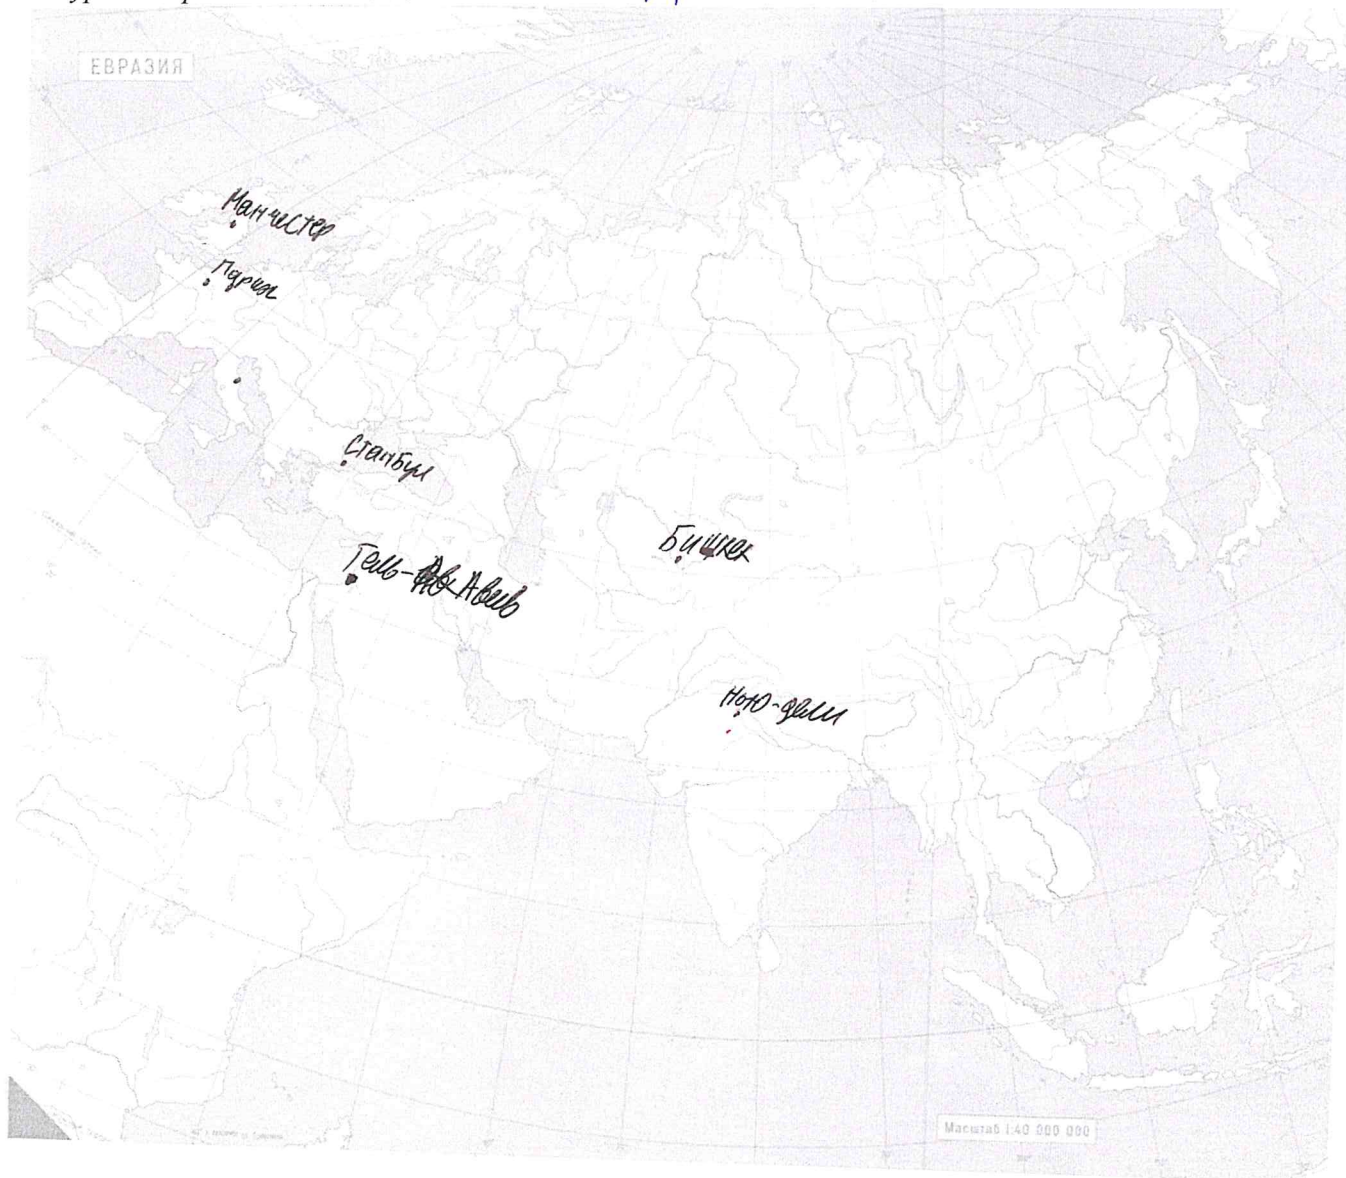 ЕВРАЗИЯ
Манчестер
Париж
Стамбул
Тель-Авив
Бишкек
Нью-дели
Масштаб 1:40 000 000